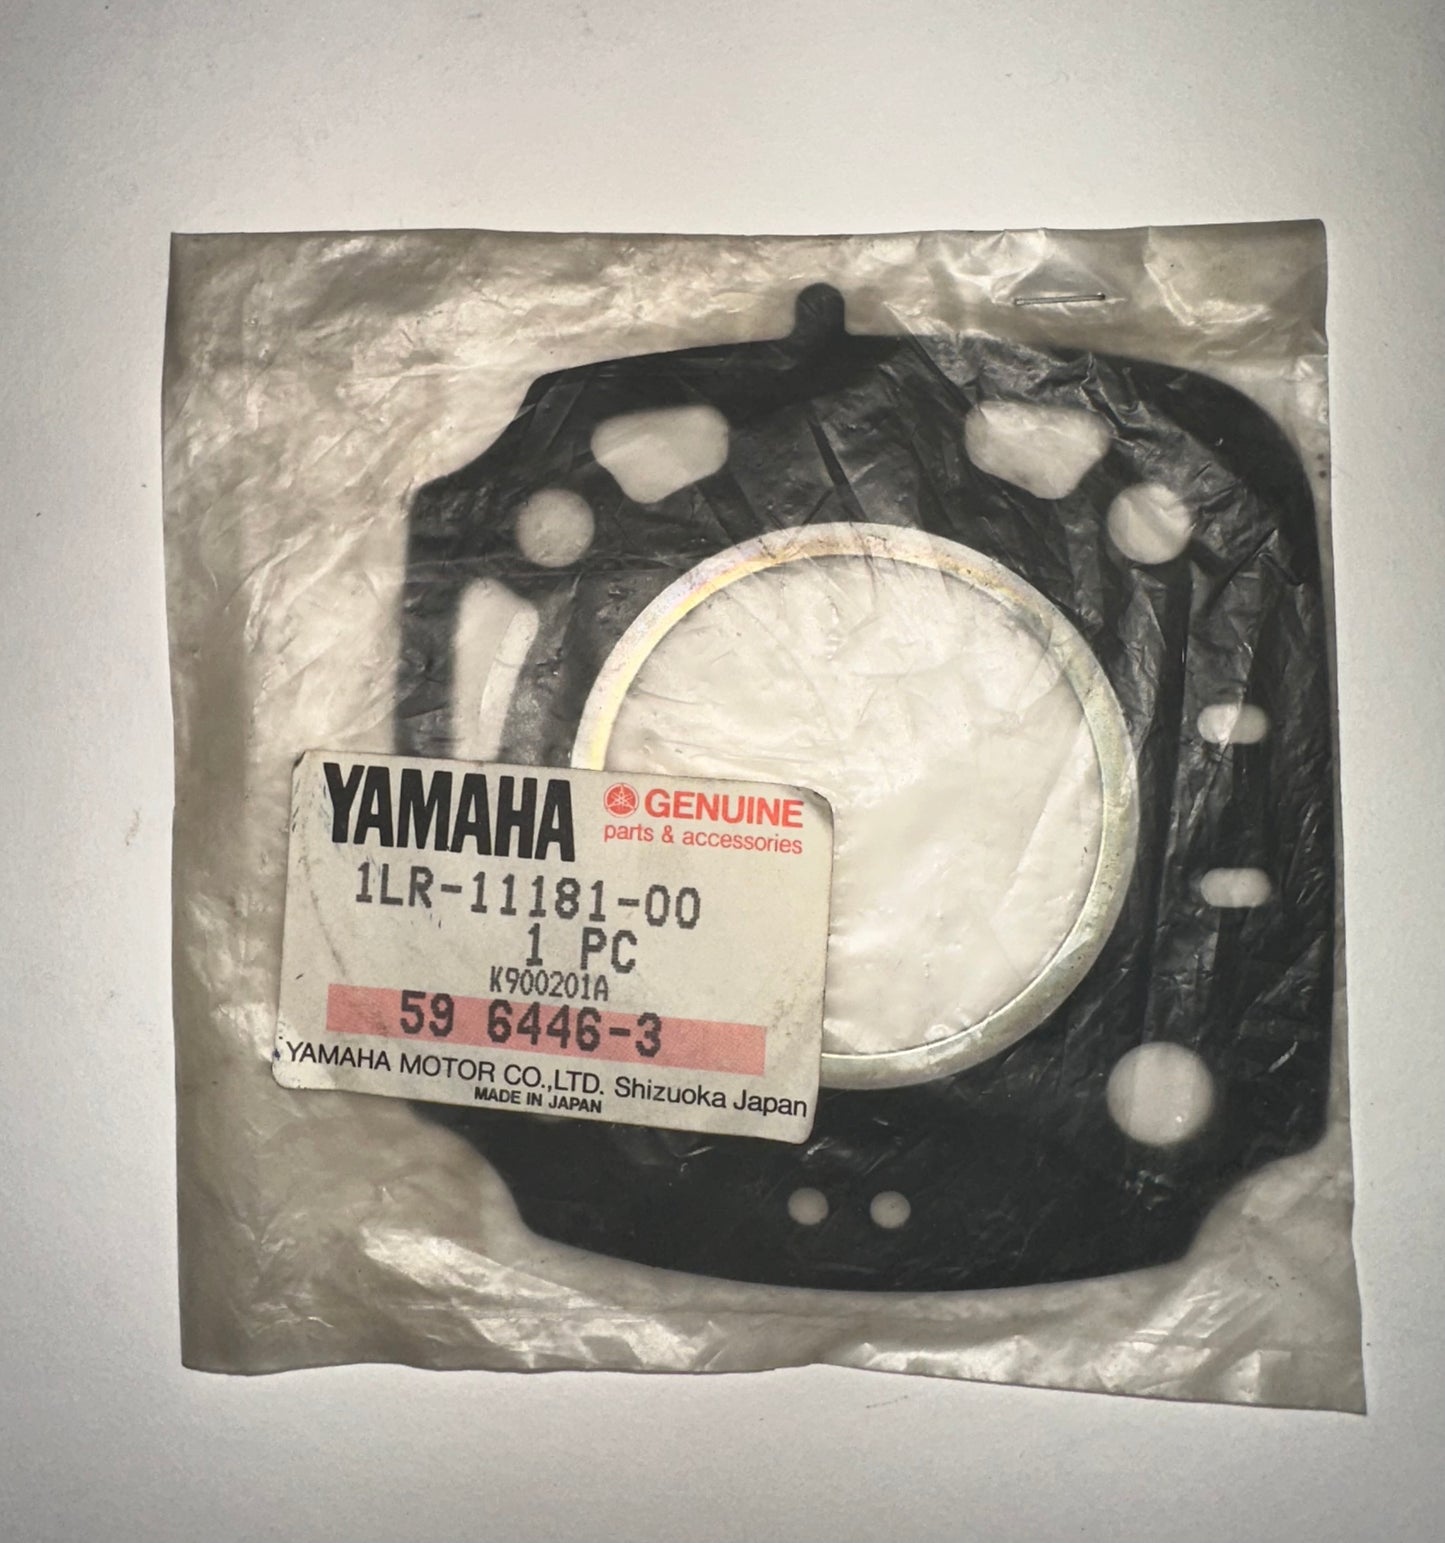 YAMAHA
GENUINE
parts & accessories
1LR-11181-00
1 PC
K900201A
59 6446-3
YAMAHA MOTOR CO.,LTD. Shizuoka Japan
MADE IN JAPAN